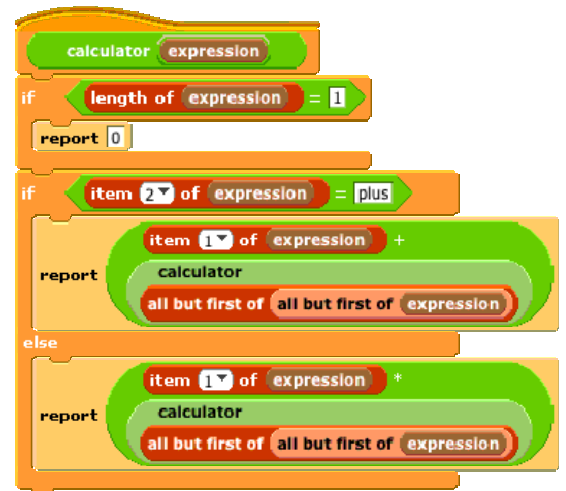 calculator expression
if length of expression = 1
report 0
if item 2 of expression = plus
item 1 of expression +
report calculator
all but first of all but first of expression
else
item 1 of expression *
report calculator
all but first of all but first of expression